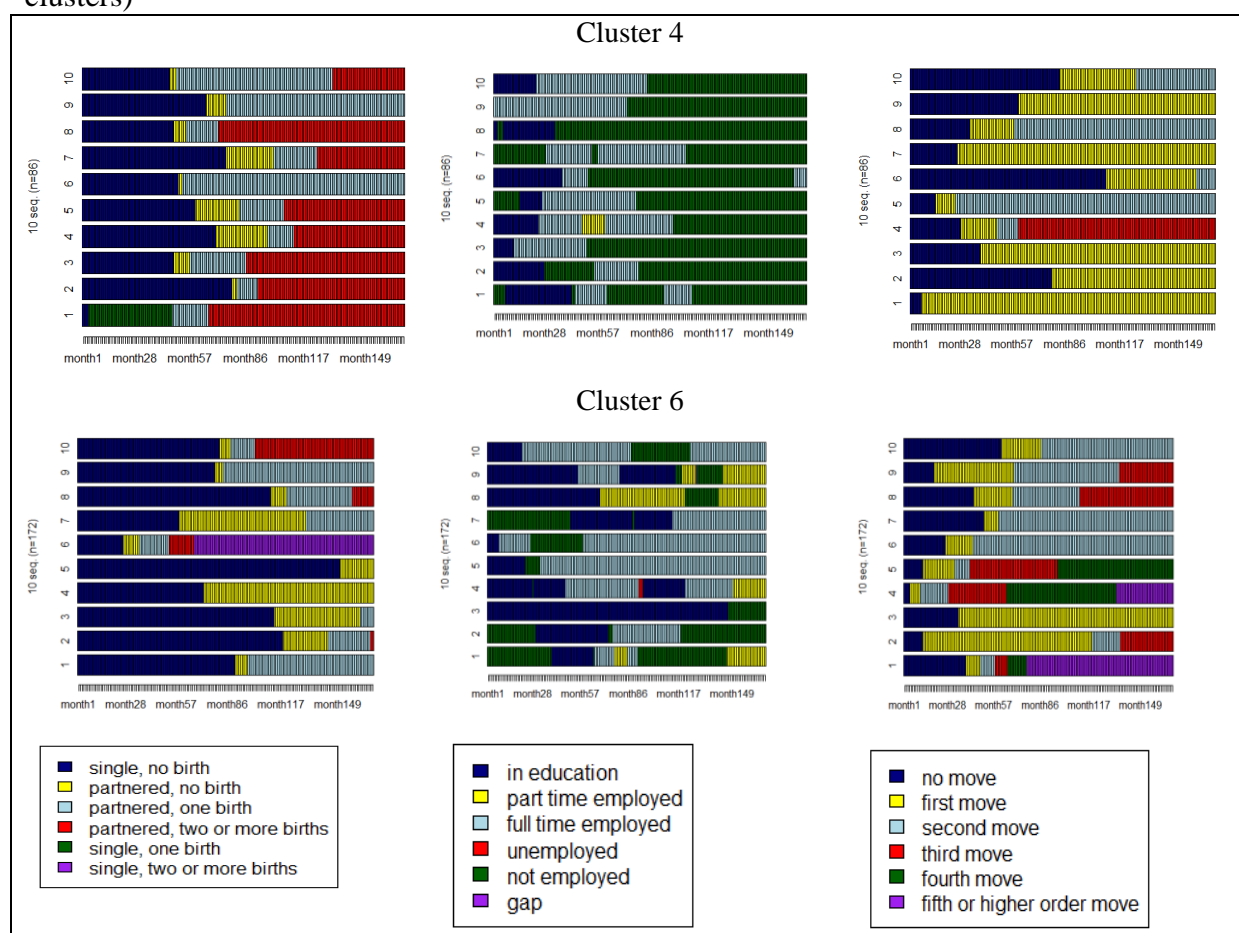 clusters)
Cluster 4
10 seq. (n=86)
10
9
8
7
6
5
4
3
2
1
month1 month28 month57 month86 month117 month149
10 seq. (n=86)
10
9
8
7
6
5
4
3
2
1
month1 month28 month57 month86 month117 month149
10 seq. (n=86)
10
9
8
7
6
5
4
3
2
1
month1 month28 month57 month86 month117 month149
Cluster 6
10 seq. (n=172)
10
9
8
7
6
5
4
3
2
1
month1 month28 month57 month86 month117 month149
10 seq. (n=172)
10
9
8
7
6
5
4
3
2
1
month1 month28 month57 month86 month117 month149
10 seq. (n=172)
10
9
8
7
6
5
4
3
2
1
month1 month28 month57 month86 month117 month149
single, no birth
partnered, no birth
partnered, one birth
partnered, two or more births
single, one birth
single, two or more births
in education
part time employed
full time employed
unemployed
not employed
gap
no move
first move
second move
third move
fourth move
fifth or higher order move